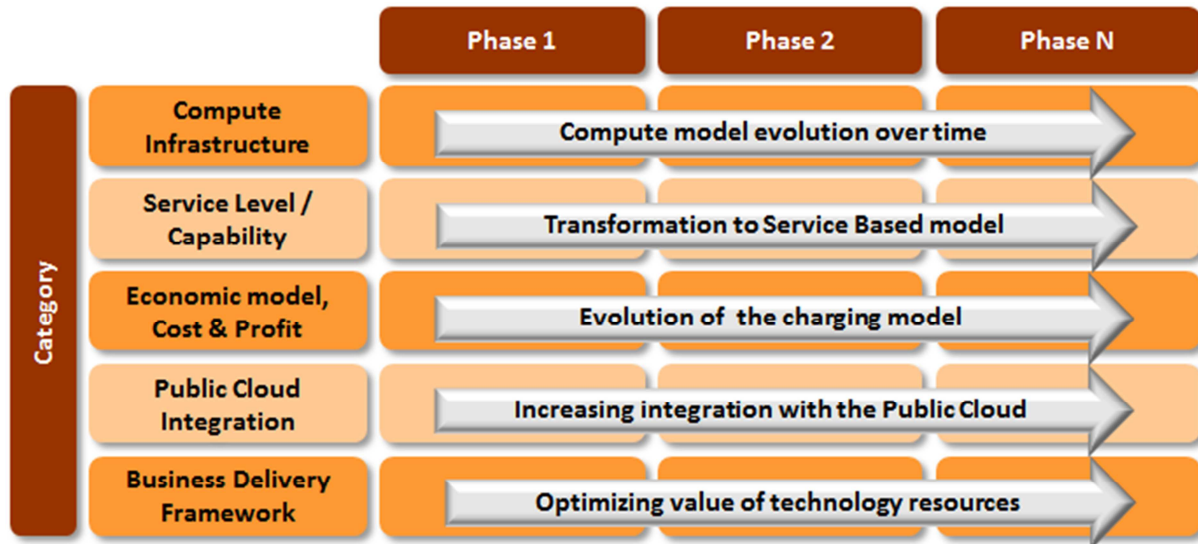 Phase 1
Phase 2
Phase N
Category
Compute
Infrastructure
Compute model evolution over time
Service Level /
Capability
Transformation to Service Based model
Economic model,
Cost & Profit
Evolution of  the charging model
Public Cloud
Integration
Increasing integration with the Public Cloud
Business Delivery
Framework
Optimizing value of technology resources